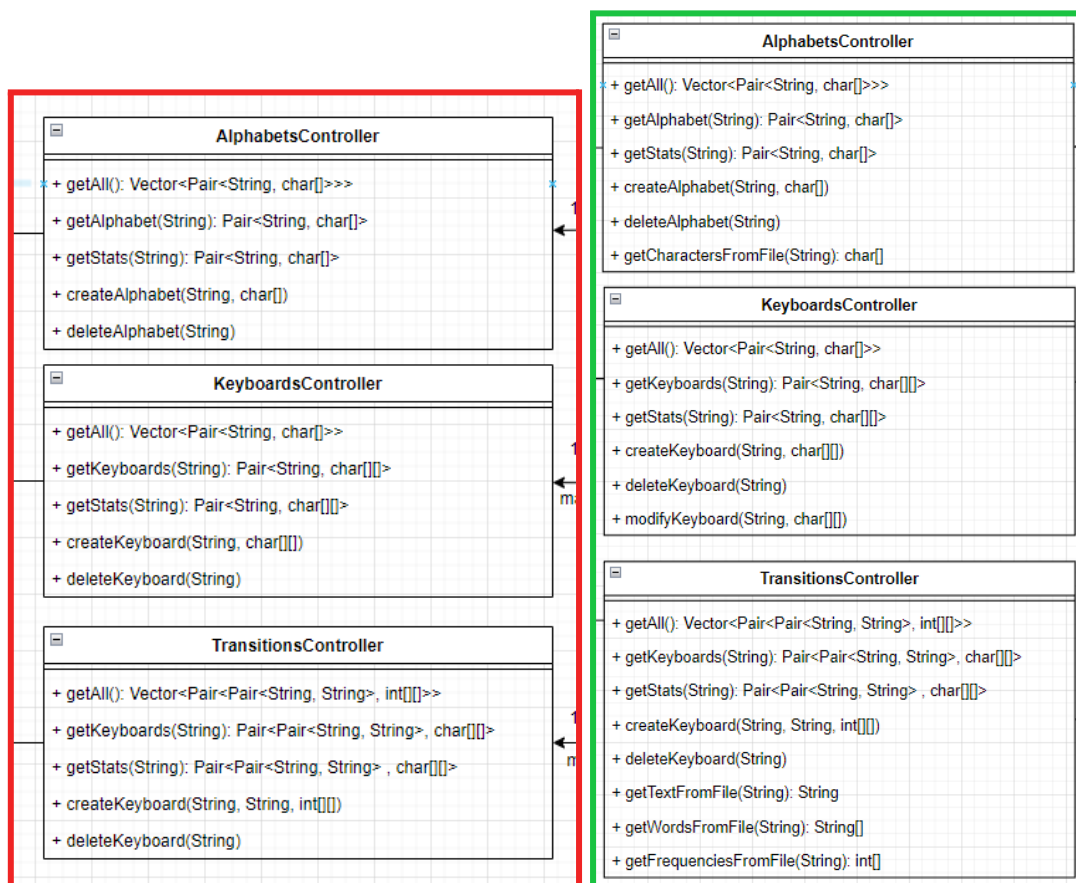 AlphabetsController
+ getAll(): Vector<Pair<String, char[]>>>
+ getAlphabet(String): Pair<String, char[]>
+ getStats(String): Pair<String, char[]>
+ createAlphabet(String, char[])
+ deleteAlphabet(String)
KeyboardsController
+ getAll(): Vector<Pair<String, char[]>>
+ getKeyboards(String): Pair<String, char[][]>
+ getStats(String): Pair<String, char[][]>
+ createKeyboard(String, char[][])
+ deleteKeyboard(String)
TransitionsController
+ getAll(): Vector<Pair<Pair<String, String>, int[][]>>
+ getKeyboards(String): Pair<Pair<String, String>, char[][]>
+ getStats(String): Pair<Pair<String, String> , char[][]>
+ createKeyboard(String, String, int[][])
+ deleteKeyboard(String)
AlphabetsController
+ getAll(): Vector<Pair<String, char[]>>>
+ getAlphabet(String): Pair<String, char[]>
+ getStats(String): Pair<String, char[]>
+ createAlphabet(String, char[])
+ deleteAlphabet(String)
+ getCharactersFromFile(String): char[]
KeyboardsController
+ getAll(): Vector<Pair<String, char[]>>
+ getKeyboards(String): Pair<String, char[][]>
+ getStats(String): Pair<String, char[][]>
+ createKeyboard(String, char[][])
+ deleteKeyboard(String)
+ modifyKeyboard(String, char[][])
TransitionsController
+ getAll(): Vector<Pair<Pair<String, String>, int[][]>>
+ getKeyboards(String): Pair<Pair<String, String>, char[][]>
+ getStats(String): Pair<Pair<String, String> , char[][]>
+ createKeyboard(String, String, int[][])
+ deleteKeyboard(String)
+ getTextFromFile(String): String
+ getWordsFromFile(String): String[]
+ getFrequenciesFromFile(String): int[]